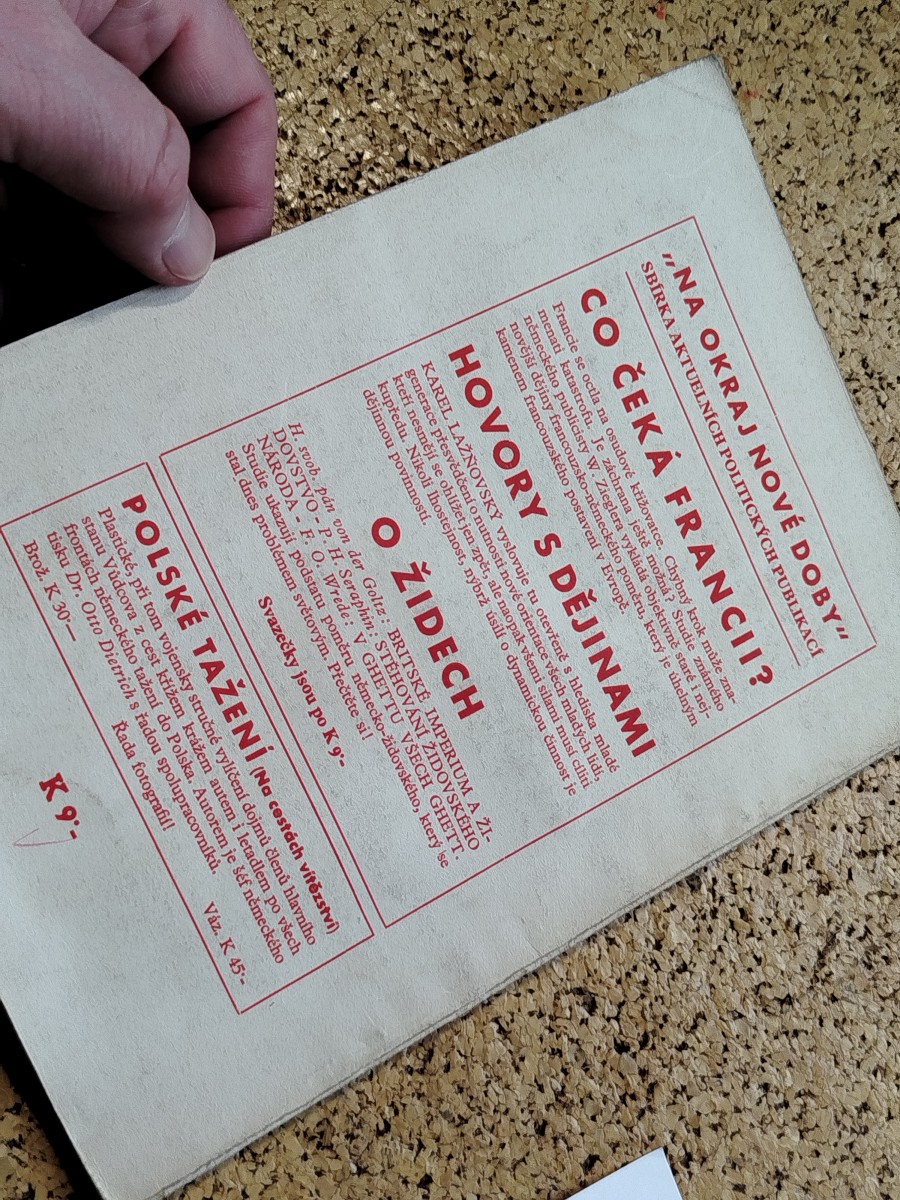 „NA OKRAJ NOVÉ DOBY“
SBÍRKA AKTUELNÍCH POLITICKÝCH PUBLIKACÍ
CO ČEKÁ FRANCII?
Francie se octla na osudové křižovatce. Chybný krok může zna-
menati katastrofu. Je záchrana ještě možná? Studie známého
německého publicisty W. Zieglra vykládá objektivně staré i nej-
novější dějiny francouzsko-německého poměru, který je úhelným
kamenem francouzského postavení v Evropě.
HOVORY S DĚJINAMI
KAREL LAŽNOVSKÝ vyslovuje tu otevřeně s hlediska mladé
generace přesvědčení o nutnosti nové orientace všech mladých lidí,
kteří nesmějí se ohlížet jen zpět, ale naopak všemi silami musí cíliti
kupředu. Nikoli lhostejnost, nýbrž úsilí o dynamickou činnost je
dějinnou povinností.
O ŽIDECH
H. svob. pán von der Goltz: BRITSKÉ IMPERIUM A ŽI-
DOVSTVO - P. H. Seraphin: STĚHOVÁNÍ ŽIDOVSKÉHO
NÁRODA - F. O. Wrede: V GHETTU VŠECH GHETT.
Studie ukazují podstatu poměru německo-židovského, který se
stal dnes problémem světovým. Přečtěte si!
Svazečky jsou po K 9·-
POLSKÉ TAŽENÍ (Na cestách vítězství)
Plastické, při tom vojensky stručné vylíčení dojmů členů hlavního
stanu Vůdcova z cest křížem krážem autem i letadlem po všech
frontách německého tažení do Polska. Autorem je šéf německého
tisku Dr. Otto Dietrich s řadou spolupracovníků.
Řada fotografií!
Brož. K 30·— Váz. K 45·-
K 9·-